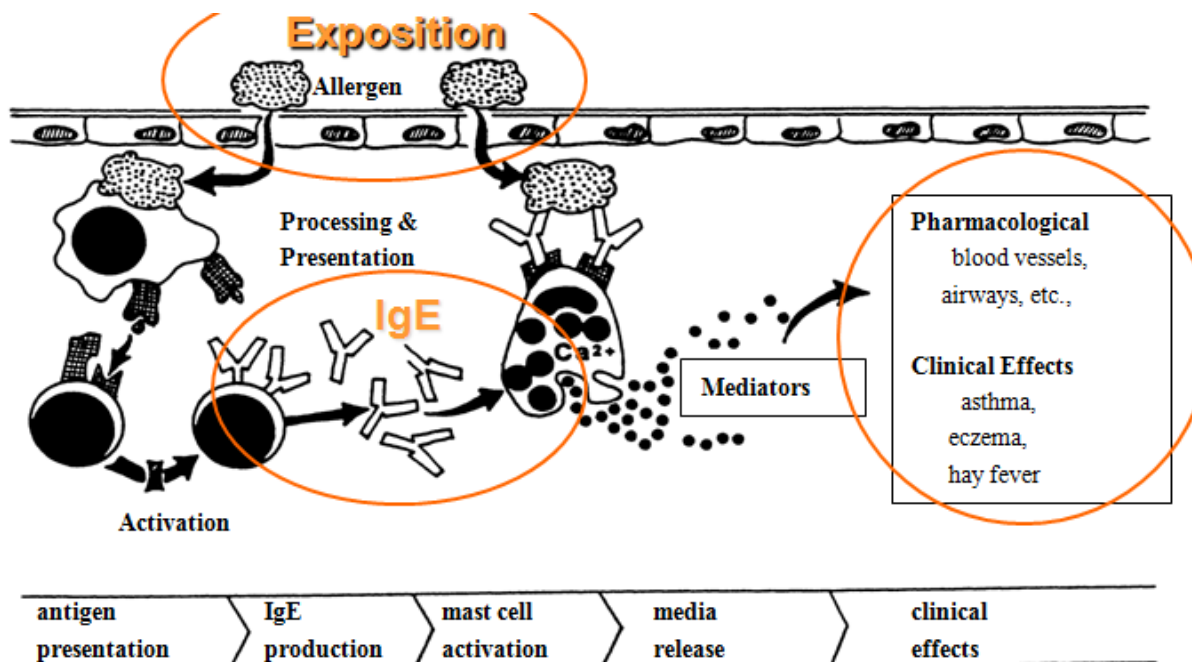 Exposition
Allergen
Processing &
Presentation
IgE
Ca²⁺
Mediators
Activation
Pharmacological
blood vessels,
airways, etc.,
Clinical Effects
asthma,
eczema,
hay fever
antigen
presentation
IgE
production
mast cell
activation
media
release
clinical
effects